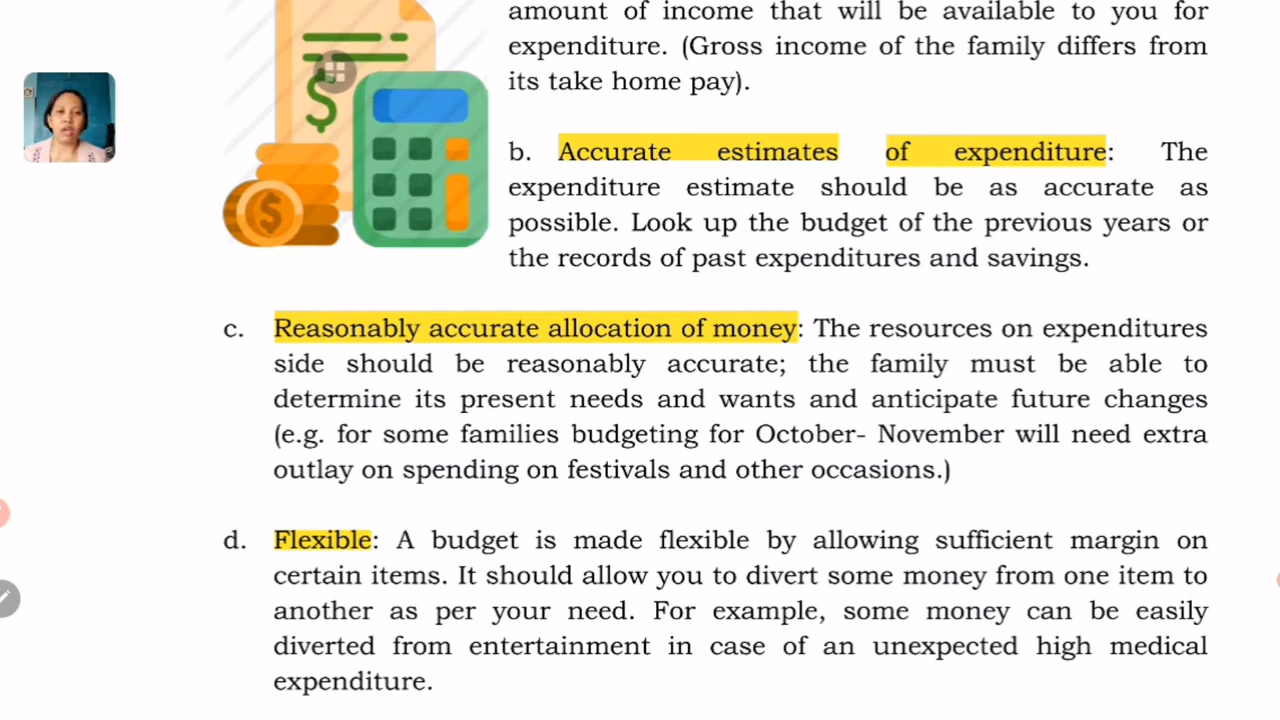 amount of income that will be available to you for
expenditure. (Gross income of the family differs from
its take home pay).
b. Accurate estimates of expenditure: The
expenditure estimate should be as accurate as
possible. Look up the budget of the previous years or
the records of past expenditures and savings.
c. Reasonably accurate allocation of money: The resources on expenditures
side should be reasonably accurate; the family must be able to
determine its present needs and wants and anticipate future changes
(e.g. for some families budgeting for October- November will need extra
outlay on spending on festivals and other occasions.)
d. Flexible: A budget is made flexible by allowing sufficient margin on
certain items. It should allow you to divert some money from one item to
another as per your need. For example, some money can be easily
diverted from entertainment in case of an unexpected high medical
expenditure.
$
$